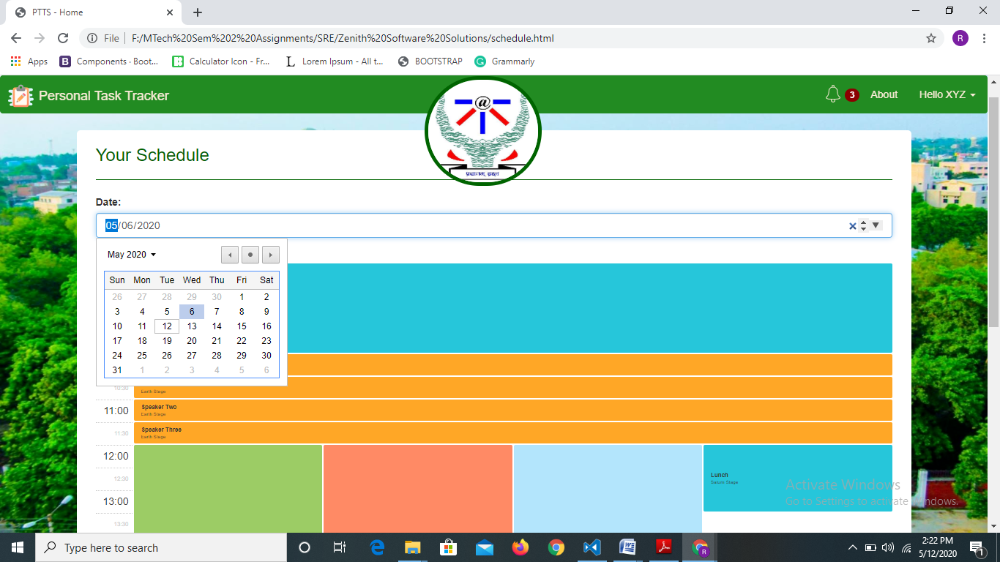 PTTS - Home
File | F:/MTech%20Sem%202%20Assignments/SRE/Zenith%20Software%20Solutions/schedule.html
R
Apps
B Components · Boot...
Calculator Icon - Fr...
L Lorem Ipsum - All t...
BOOTSTRAP
Grammarly
Personal Task Tracker
@
3 About Hello XYZ
Your Schedule
Date:
05/06/2020
May 2020
Sun Mon Tue Wed Thu Fri Sat
26 27 28 29 30 1 2
3 4 5 6 7 8 9
10 11 12 13 14 15 16
17 18 19 20 21 22 23
24 25 26 27 28 29 30
31 1 2 3 4 5 6
10:30
Earth Stage
11:00 Speaker Two
Earth Stage
11:30 Speaker Three
Earth Stage
12:00
12:30
Lunch
Saturn Stage
13:00
13:30
Activate Windows
Go to Settings to activate Windows.
Type here to search
R
2:22 PM
5/12/2020
1